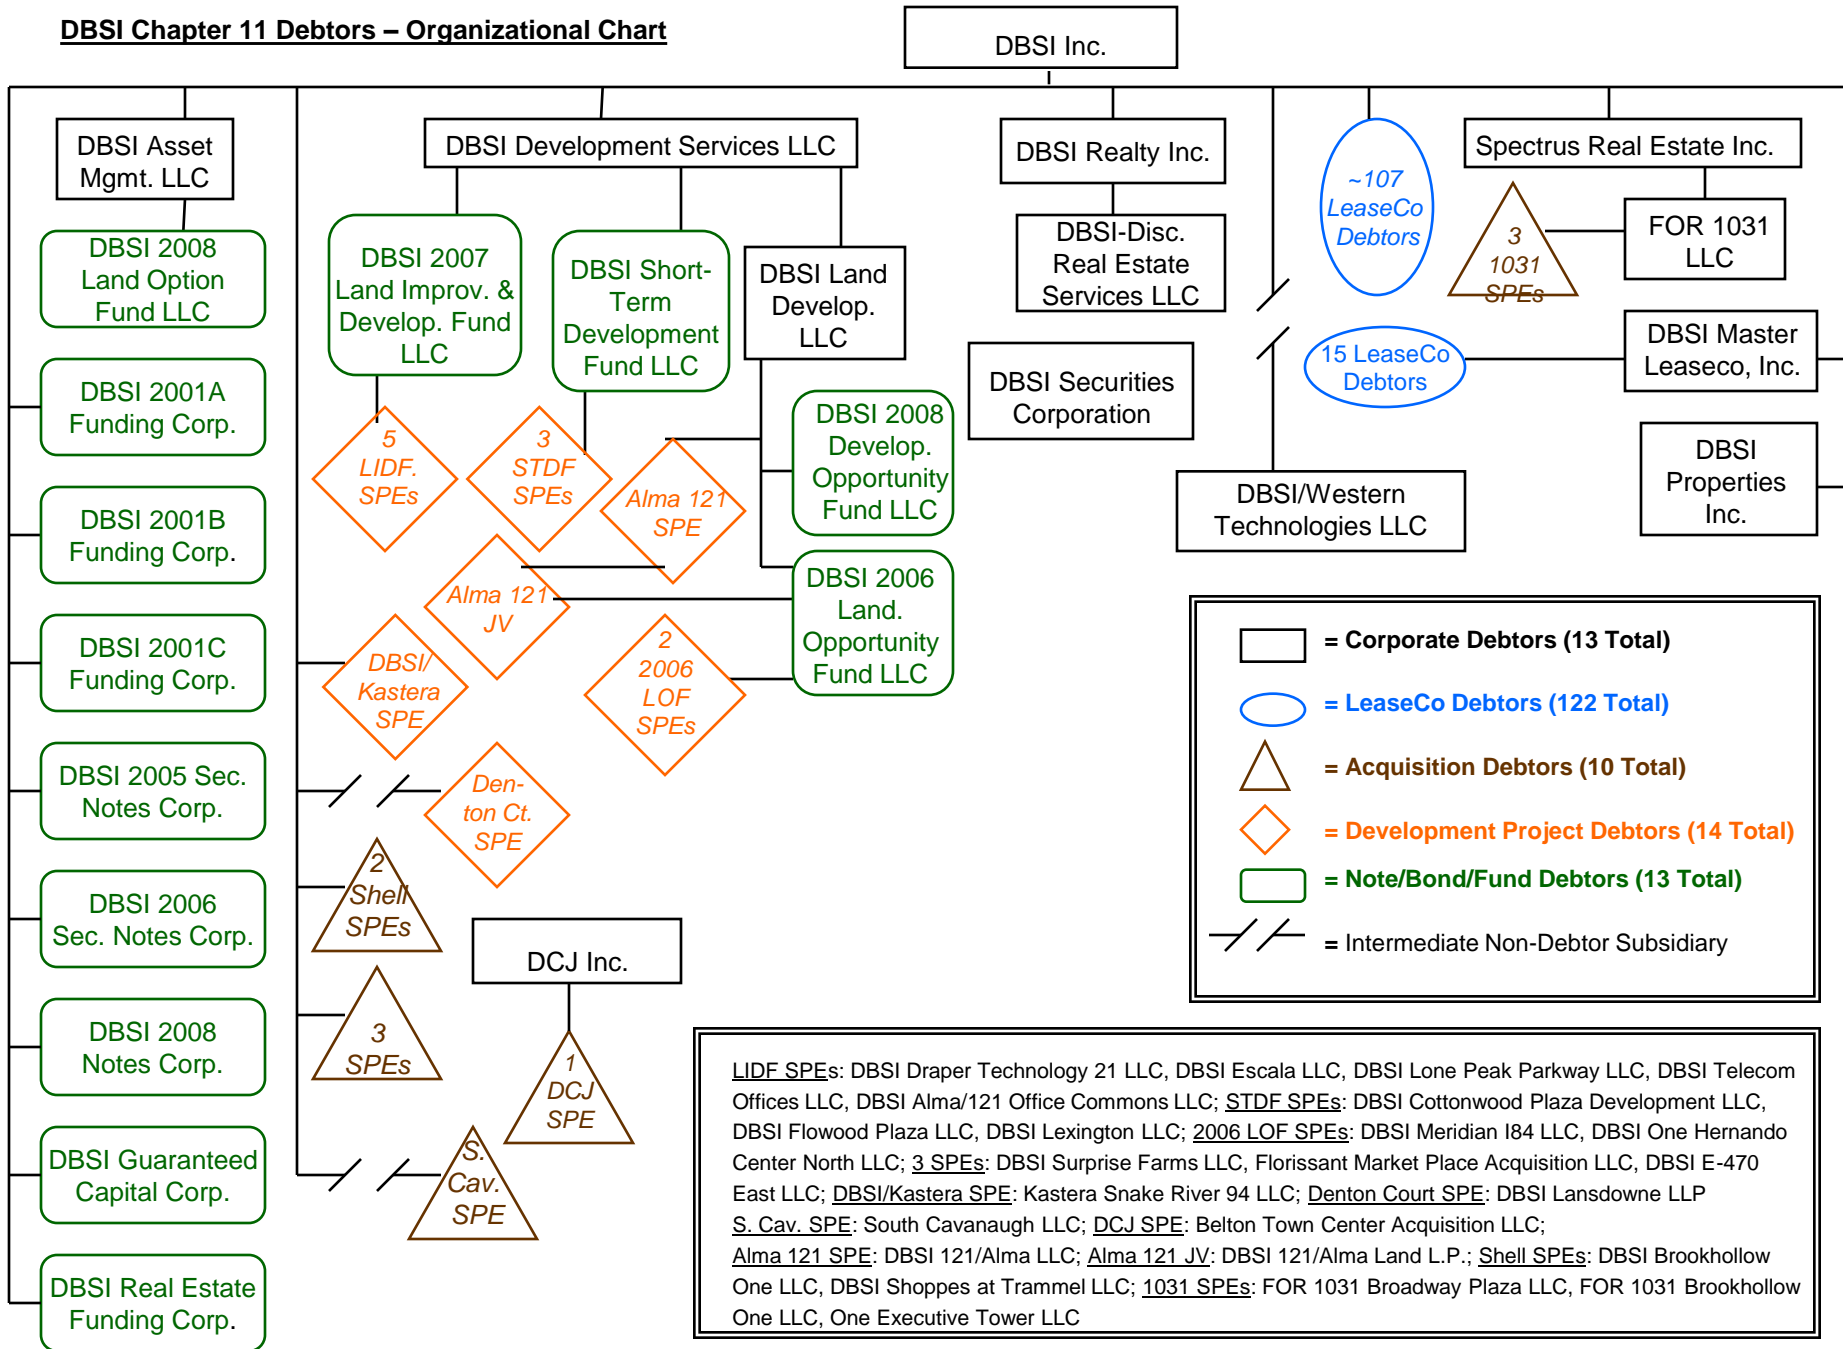 DBSI Chapter 11 Debtors – Organizational Chart
DBSI Inc.
DBSI Asset
Mgmt. LLC
DBSI Development Services LLC
DBSI Realty Inc.
~107
LeaseCo
Debtors
Spectrus Real Estate Inc.
DBSI 2008
Land Option
Fund LLC
DBSI 2007
Land Improv. &
Develop. Fund
LLC
DBSI Short-
Term
Development
Fund LLC
DBSI Land
Develop.
LLC
DBSI-Disc.
Real Estate
Services LLC
3
1031
SPEs
FOR 1031
LLC
DBSI 2001A
Funding Corp.
DBSI Securities
Corporation
15 LeaseCo
Debtors
DBSI Master
Leaseco, Inc.
5
LIDF.
SPEs
3
STDF
SPEs
Alma 121
SPE
DBSI 2008
Develop.
Opportunity
Fund LLC
DBSI/Western
Technologies LLC
DBSI
Properties
Inc.
DBSI 2001B
Funding Corp.
Alma 121
JV
DBSI 2006
Land.
Opportunity
Fund LLC
DBSI 2001C
Funding Corp.
DBSI/
Kastera
SPE
2
2006
LOF
SPEs
DBSI 2005 Sec.
Notes Corp.
Den-
ton Ct.
SPE
DBSI 2006
Sec. Notes Corp.
2
Shell
SPEs
DCJ Inc.
DBSI 2008
Notes Corp.
3
SPEs
1
DCJ
SPE
DBSI Guaranteed
Capital Corp.
S.
Cav.
SPE
DBSI Real Estate
Funding Corp.
= Corporate Debtors (13 Total)
= LeaseCo Debtors (122 Total)
= Acquisition Debtors (10 Total)
= Development Project Debtors (14 Total)
= Note/Bond/Fund Debtors (13 Total)
= Intermediate Non-Debtor Subsidiary
LIDF SPEs: DBSI Draper Technology 21 LLC, DBSI Escala LLC, DBSI Lone Peak Parkway LLC, DBSI Telecom
Offices LLC, DBSI Alma/121 Office Commons LLC; STDF SPEs: DBSI Cottonwood Plaza Development LLC,
DBSI Flowood Plaza LLC, DBSI Lexington LLC; 2006 LOF SPEs: DBSI Meridian I84 LLC, DBSI One Hernando
Center North LLC; 3 SPEs: DBSI Surprise Farms LLC, Florissant Market Place Acquisition LLC, DBSI E-470
East LLC; DBSI/Kastera SPE: Kastera Snake River 94 LLC; Denton Court SPE: DBSI Lansdowne LLP
S. Cav. SPE: South Cavanaugh LLC; DCJ SPE: Belton Town Center Acquisition LLC;
Alma 121 SPE: DBSI 121/Alma LLC; Alma 121 JV: DBSI 121/Alma Land L.P.; Shell SPEs: DBSI Brookhollow
One LLC, DBSI Shoppes at Trammel LLC; 1031 SPEs: FOR 1031 Broadway Plaza LLC, FOR 1031 Brookhollow
One LLC, One Executive Tower LLC